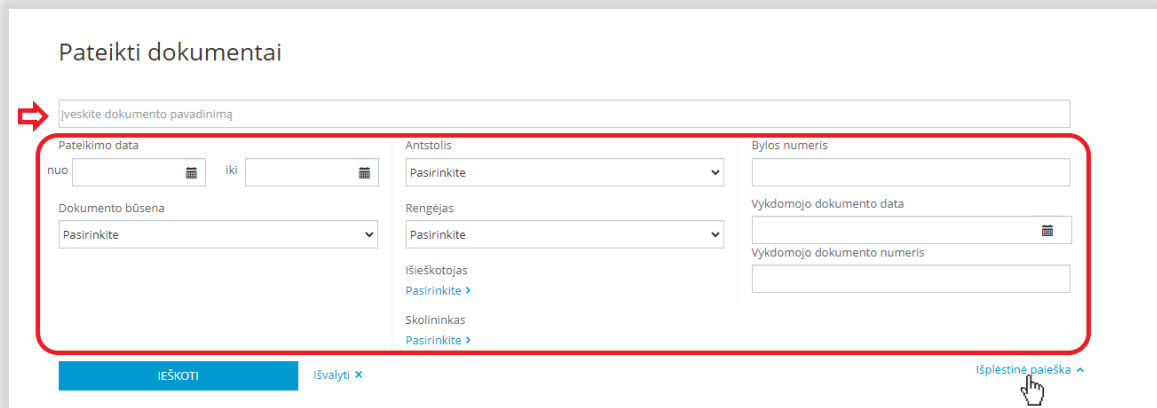 Pateikti dokumentai
Įveskite dokumento pavadinimą
Pateikimo data
nuo
iki
Dokumento būsena
Pasirinkite
Antstolis
Pasirinkite
Rengėjas
Pasirinkite
Išieškotojas
Pasirinkite
Skolininkas
Pasirinkite
Bylos numeris
Vykdomojo dokumento data
Vykdomojo dokumento numeris
IEŠKOTI
Išvalyti
Išplėstinė paieška